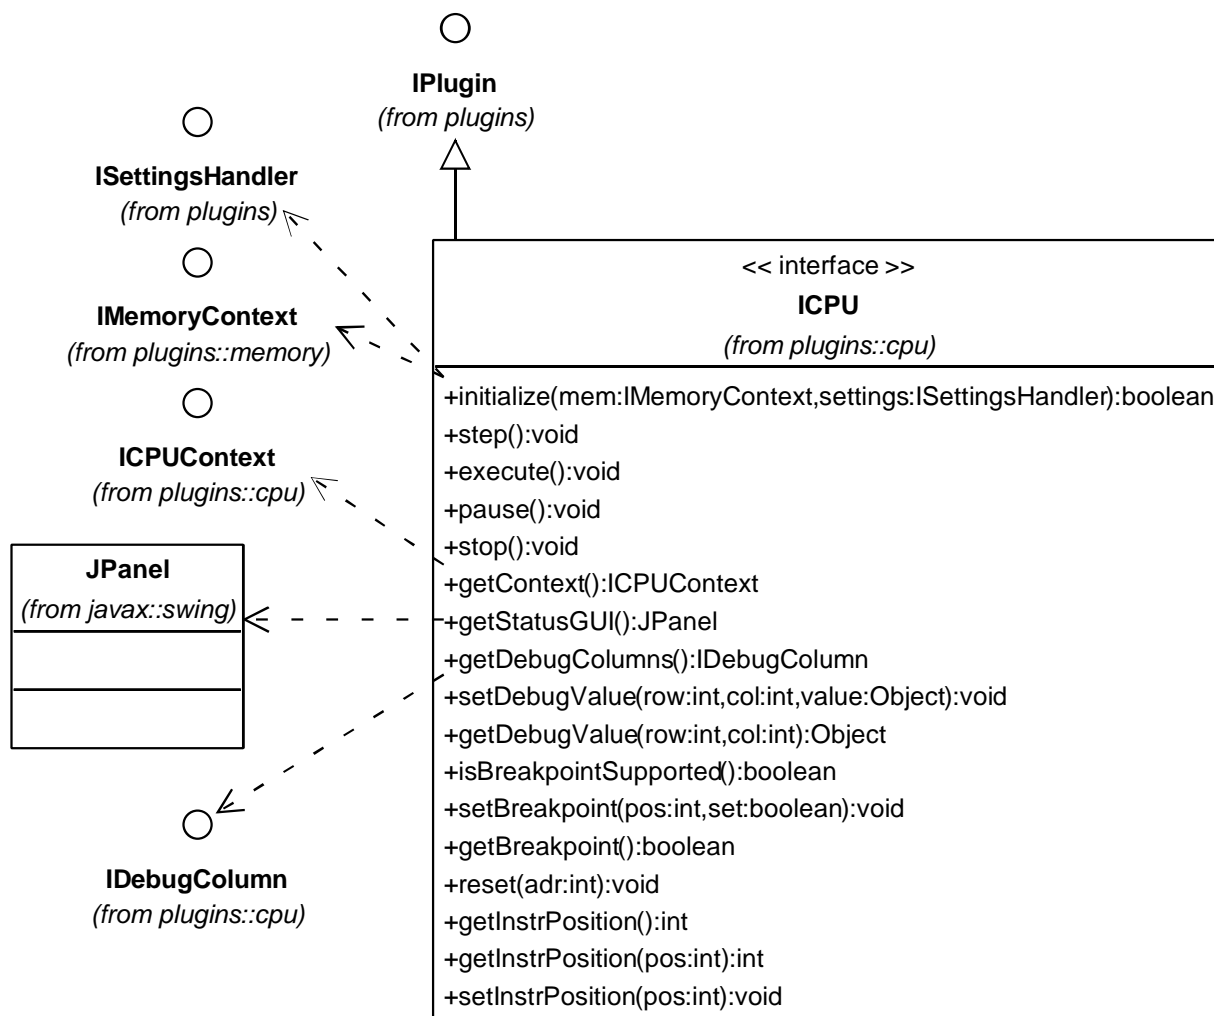 IPlugin
(from plugins)
ISettingsHandler
(from plugins)
IMemoryContext
(from plugins::memory)
ICPUContext
(from plugins::cpu)
JPanel
(from javax::swing)
IDebugColumn
(from plugins::cpu)
<< interface >>
ICPU
(from plugins::cpu)
+initialize(mem:IMemoryContext,settings:ISettingsHandler):boolean
+step():void
+execute():void
+pause():void
+stop():void
+getContext():ICPUContext
+getStatusGUI():JPanel
+getDebugColumns():IDebugColumn
+setDebugValue(row:int,col:int,value:Object):void
+getDebugValue(row:int,col:int):Object
+isBreakpointSupported():boolean
+setBreakpoint(pos:int,set:boolean):void
+getBreakpoint():boolean
+reset(adr:int):void
+getInstrPosition():int
+getInstrPosition(pos:int):int
+setInstrPosition(pos:int):void